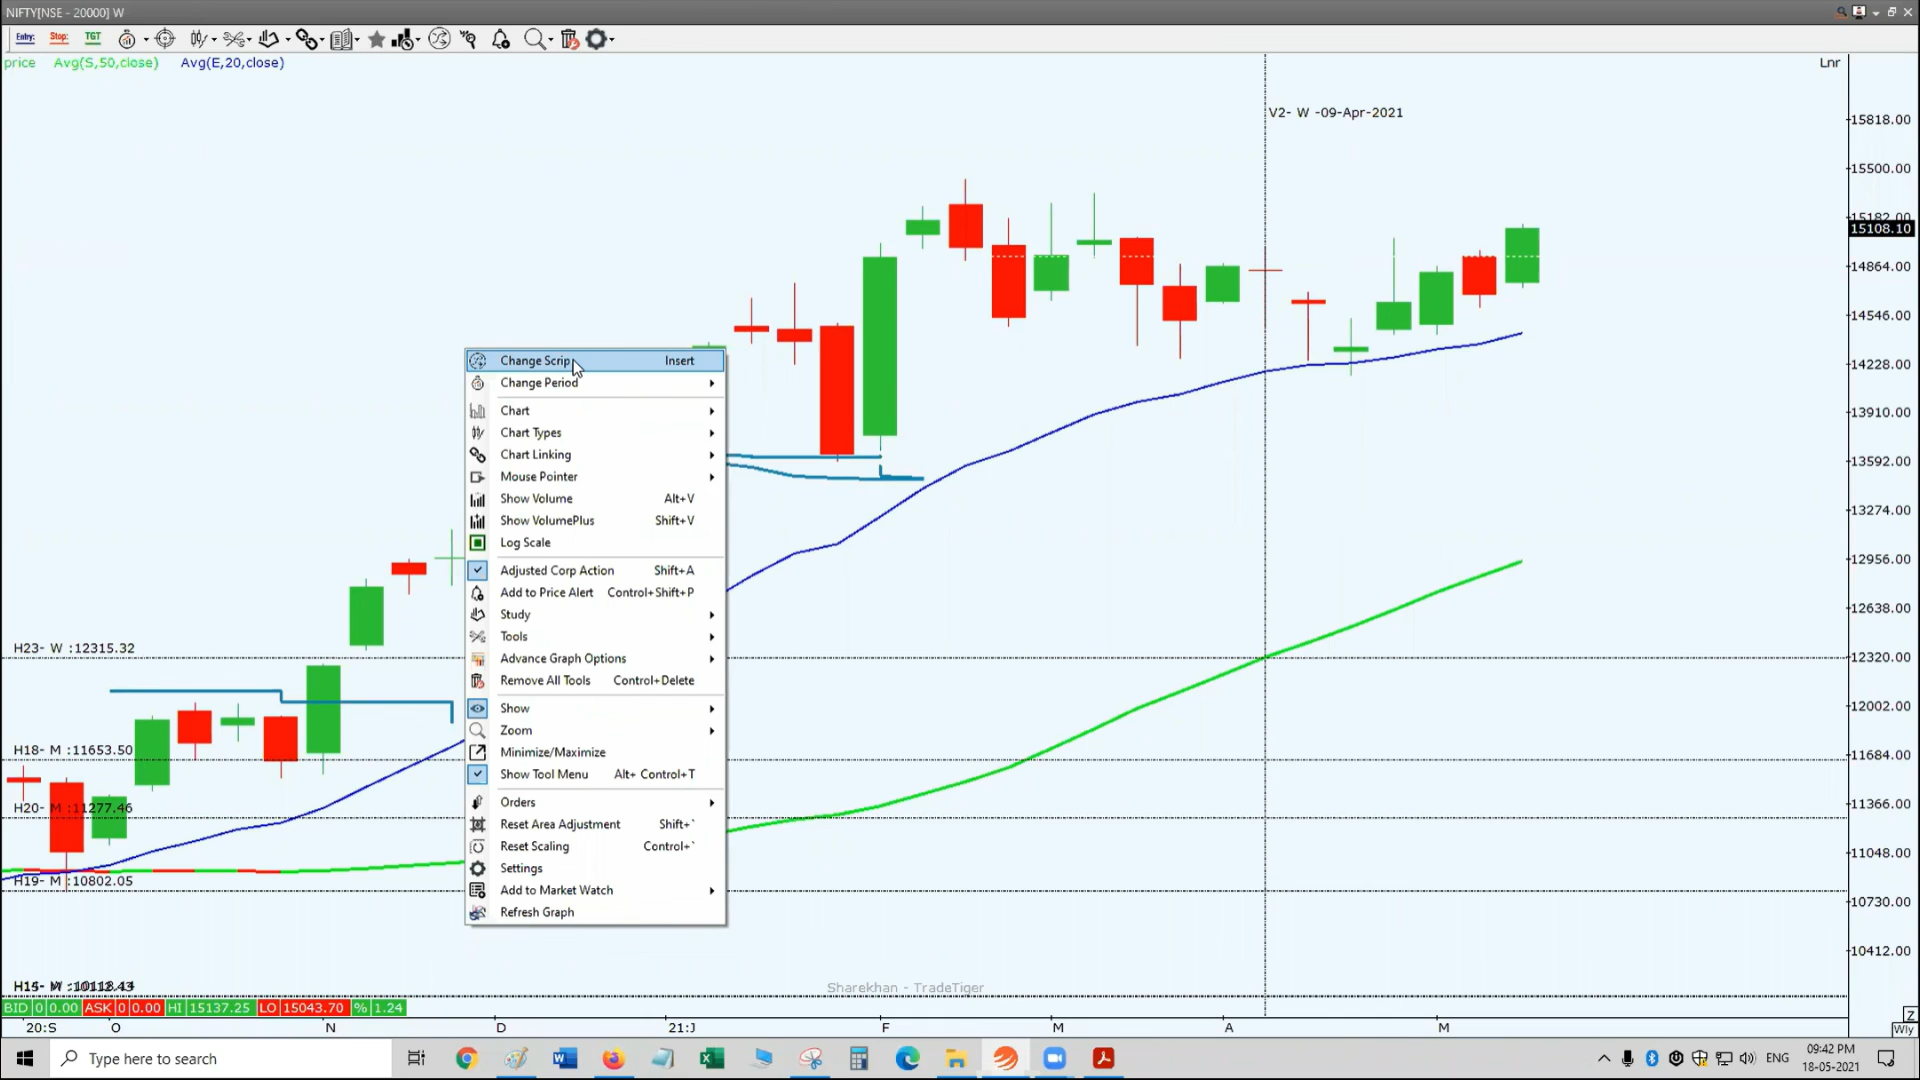 NIFTY[NSE - 20000] W
Entry: Stop: TGT
price Avg(S,50,close) Avg(E,20,close)
Lnr
V2- W -09-Apr-2021
15818.00
15500.00
15182.00
15108.10
14864.00
14546.00
14228.00
13910.00
13592.00
13274.00
12956.00
12638.00
12320.00
12002.00
11684.00
11366.00
11048.00
10730.00
10412.00
Change Scrip Insert
Change Period
Chart
Chart Types
Chart Linking
Mouse Pointer
Show Volume Alt+V
Show VolumePlus Shift+V
Log Scale
Adjusted Corp Action Shift+A
Add to Price Alert Control+Shift+P
Study
Tools
Advance Graph Options
Remove All Tools Control+Delete
Show
Zoom
Minimize/Maximize
Show Tool Menu Alt+ Control+T
Orders
Reset Area Adjustment Shift+`
Reset Scaling Control+`
Settings
Add to Market Watch
Refresh Graph
H23- W :12315.32
H18- M :11653.50
H20- M :11277.46
H19- M :10802.05
Sharekhan - TradeTiger
BID 0 0.00 ASK 0 0.00 HI 15137.25 LO 15043.70 % 1.24
20:S O N D 21:J F M A M
Z
Wly
Type here to search
ENG
09:42 PM
18-05-2021